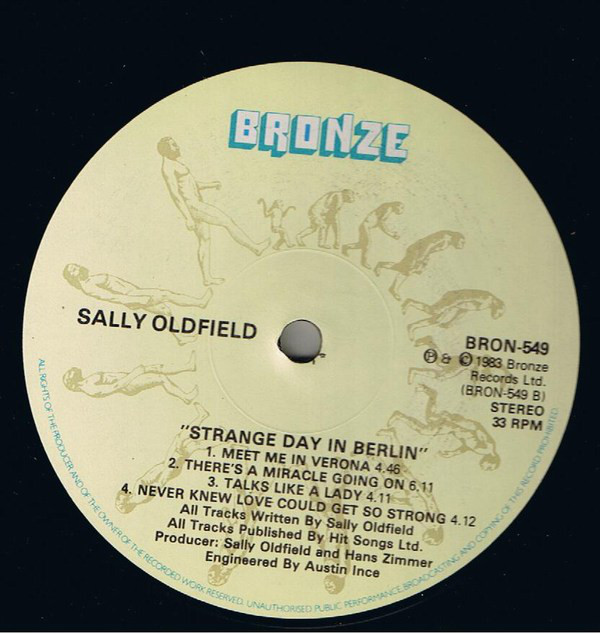 BRONZE
SALLY OLDFIELD
BRON-549
Ⓟ & © 1983 Bronze
Records Ltd.
(BRON-549 B)
STEREO
33 RPM
"STRANGE DAY IN BERLIN"
1. MEET ME IN VERONA 4.46
2. THERE'S A MIRACLE GOING ON 6.11
3. TALKS LIKE A LADY 4.11
4. NEVER KNEW LOVE COULD GET SO STRONG 4.12
All Tracks Written By Sally Oldfield
All Tracks Published By Hit Songs Ltd.
Producer: Sally Oldfield and Hans Zimmer
Engineered By Austin Ince
ALL RIGHTS OF THE PRODUCER AND OF THE OWNER OF THE RECORDED WORK RESERVED. UNAUTHORISED PUBLIC PERFORMANCE, BROADCASTING AND COPYING OF THIS RECORD PROHIBITED